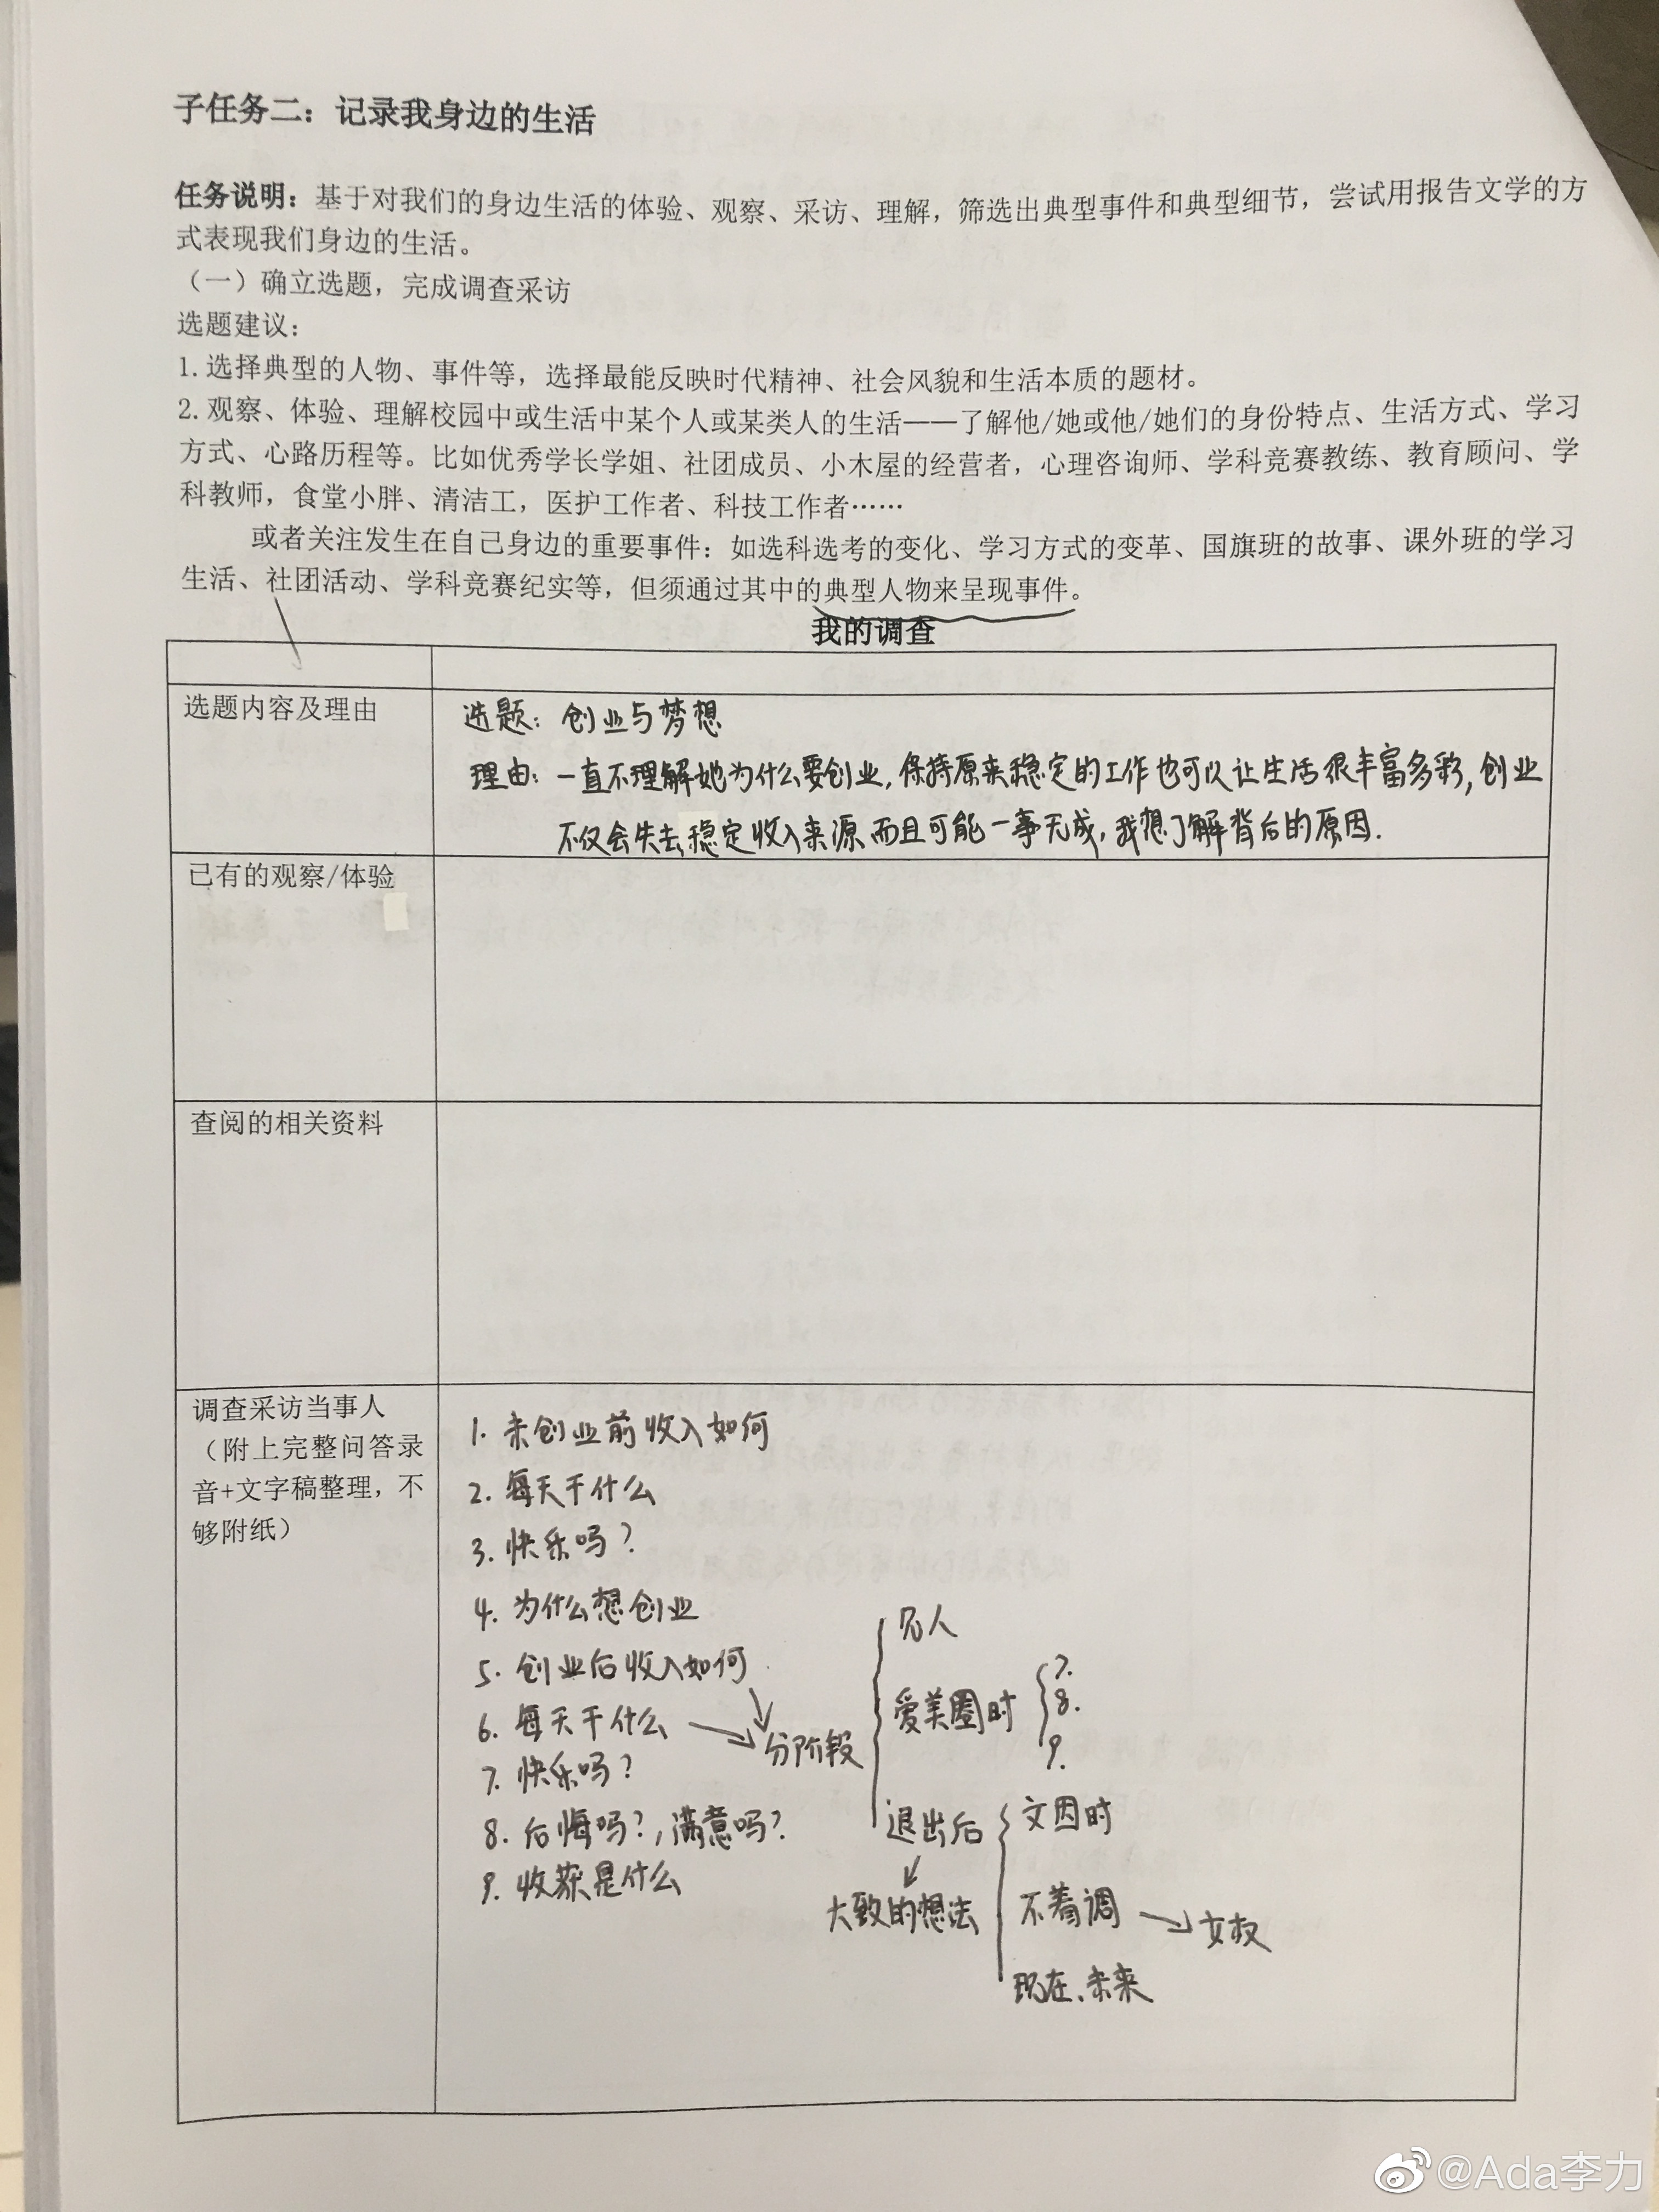 子任务二：记录我身边的生活
任务说明：基于对我们的身边生活的体验、观察、采访、理解，筛选出典型事件和典型细节，尝试用报告文学的方
式表现我们身边的生活。
（一）确立选题，完成调查采访
选题建议：
1.选择典型的人物、事件等，选择最能反映时代精神、社会风貌和生活本质的题材。
2.观察、体验、理解校园中或生活中某个人或某类人的生活——了解他/她或他/她们的身份特点、生活方式、学习
方式、心路历程等。比如优秀学长学姐、社团成员、小木屋的经营者，心理咨询师、学科竞赛教练、教育顾问、学
科教师，食堂小胖、清洁工，医护工作者、科技工作者……
或者关注发生在自己身边的重要事件：如选科选考的变化、学习方式的变革、国旗班的故事、课外班的学习
生活、社团活动、学科竞赛纪实等，但须通过其中的典型人物来呈现事件。
我的调查
选题内容及理由
选题：创业与梦想
理由：一直不理解她为什么要创业，保持原来稳定的工作也可以让生活很丰富多彩，创业
不仅会失去稳定收入来源，而且可能一事无成，我想了解背后的原因.
已有的观察/体验
查阅的相关资料
调查采访当事人
（附上完整问答录
音+文字稿整理，不
够附纸）
1. 未创业前收入如何
2. 每天干什么
3. 快乐吗？
4. 为什么想创业
5. 创业后收入如何
6. 每天干什么
7. 快乐吗？
8. 后悔吗？，满意吗？
9. 收获是什么
分阶段
爱美圈时
7.
8.
9.
退出后
大致的想法
文因时
不着调
女权
现在、未来
@Ada李力